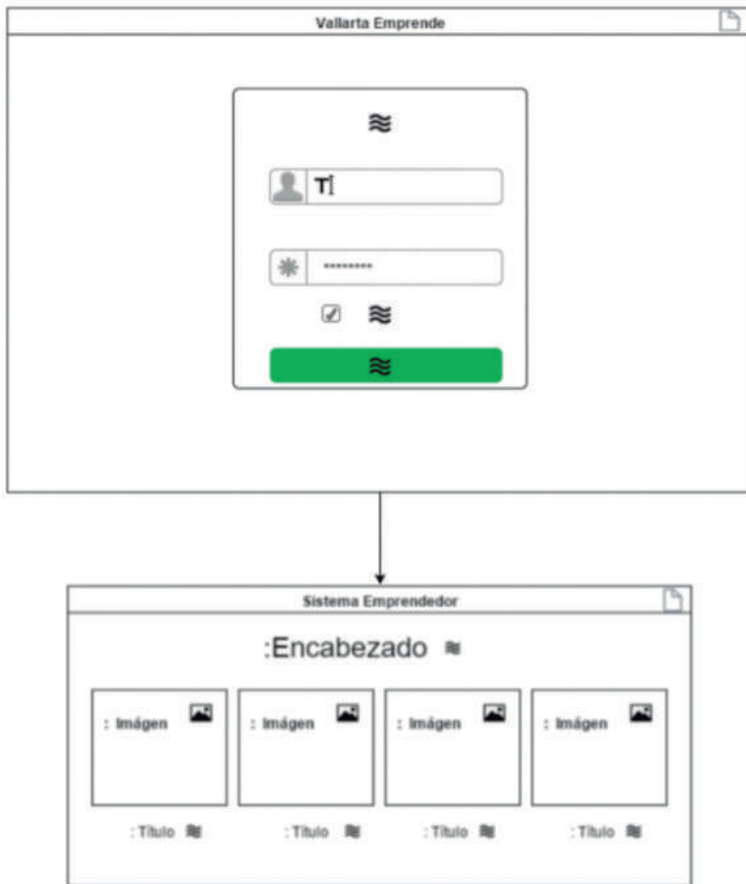 Vallarta Emprende
T
********
Sistema Emprendedor
:Encabezado
: Imágen : Imágen : Imágen : Imágen
: Título : Título : Título : Título